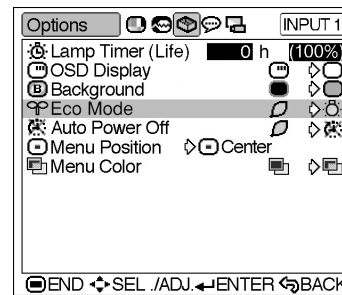 Options INPUT 1
Lamp Timer (Life) 0 h (100%)
OSD Display
B Background
Eco Mode
Auto Power Off
Menu Position Center
Menu Color
END SEL ./ADJ. ENTER BACK